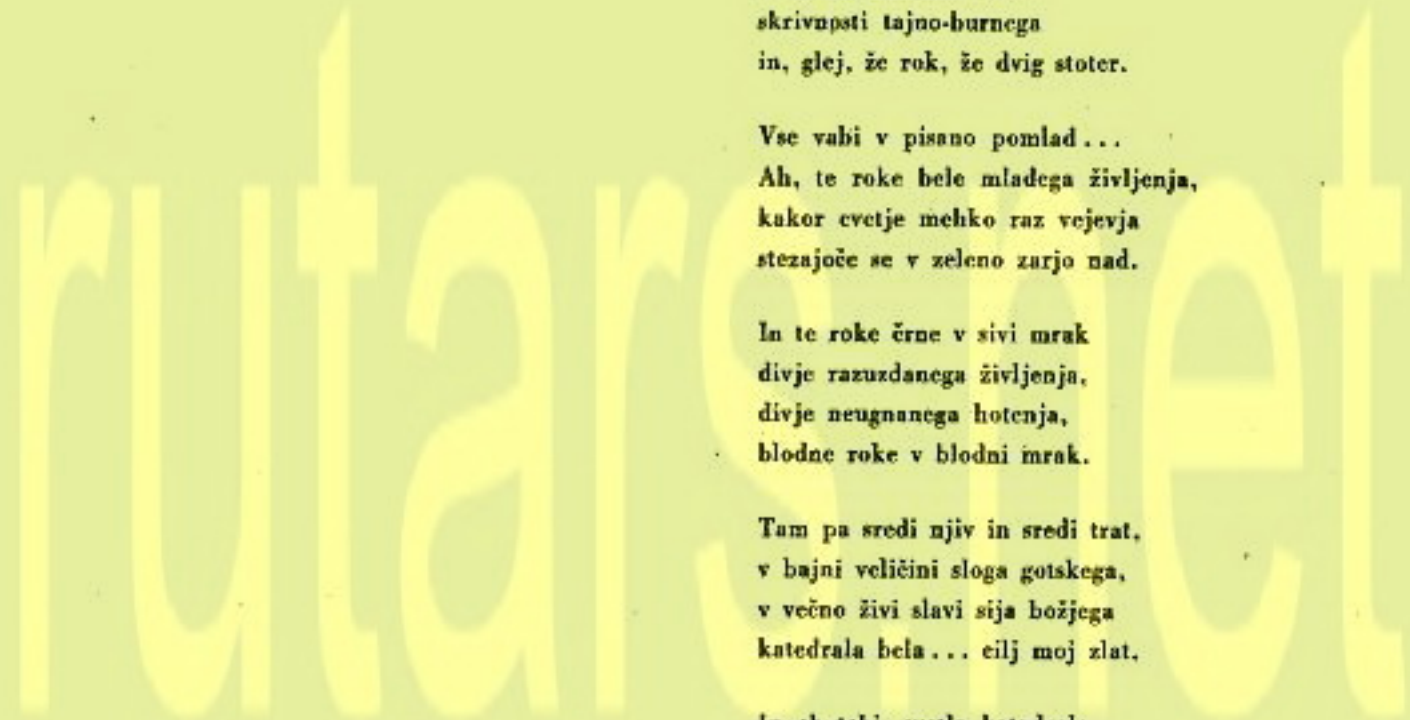 skrivnosti tajno-burnega
in, glej, že rok, že dvig stoter.
Vse vabi v pisano pomlad...
Ah, te roke bele mladega življenja,
kakor cvetje mehko raz vejevja
stezajoče se v zeleno zarjo nad.
In te roke črne v sivi mrak
divje razuzdanega življenja,
divje neugnanega hotenja,
blodne roke v blodni mrak.
Tam pa sredi njiv in sredi trat,
v bajni veličini sloga gotskega,
v večno živi slavi sija božjega
katedrala bela... cilj moj zlat,
rutars.net